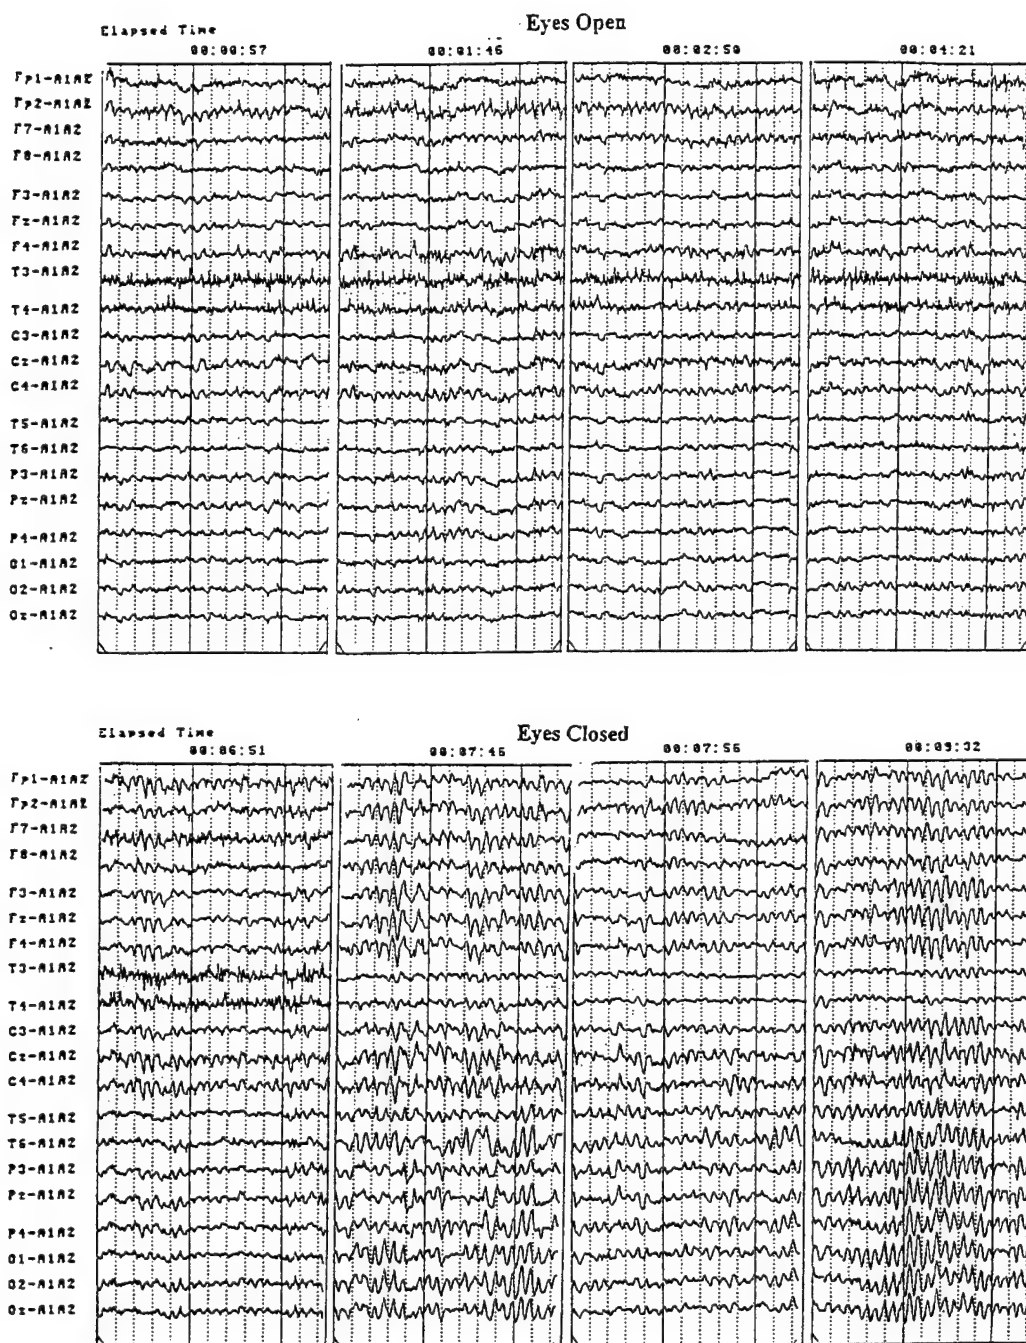 Eyes Open
Elapsed Time
00:00:57 00:01:46 00:02:50 00:04:21
Fp1-A1A2
Fp2-A1A2
F7-A1A2
F8-A1A2
F3-A1A2
Fz-A1A2
F4-A1A2
T3-A1A2
T4-A1A2
C3-A1A2
Cz-A1A2
C4-A1A2
T5-A1A2
T6-A1A2
P3-A1A2
Pz-A1A2
P4-A1A2
O1-A1A2
O2-A1A2
Oz-A1A2
Eyes Closed
Elapsed Time
00:06:51 00:07:46 00:07:56 00:09:32
Fp1-A1A2
Fp2-A1A2
F7-A1A2
F8-A1A2
F3-A1A2
Fz-A1A2
F4-A1A2
T3-A1A2
T4-A1A2
C3-A1A2
Cz-A1A2
C4-A1A2
T5-A1A2
T6-A1A2
P3-A1A2
Pz-A1A2
P4-A1A2
O1-A1A2
O2-A1A2
Oz-A1A2